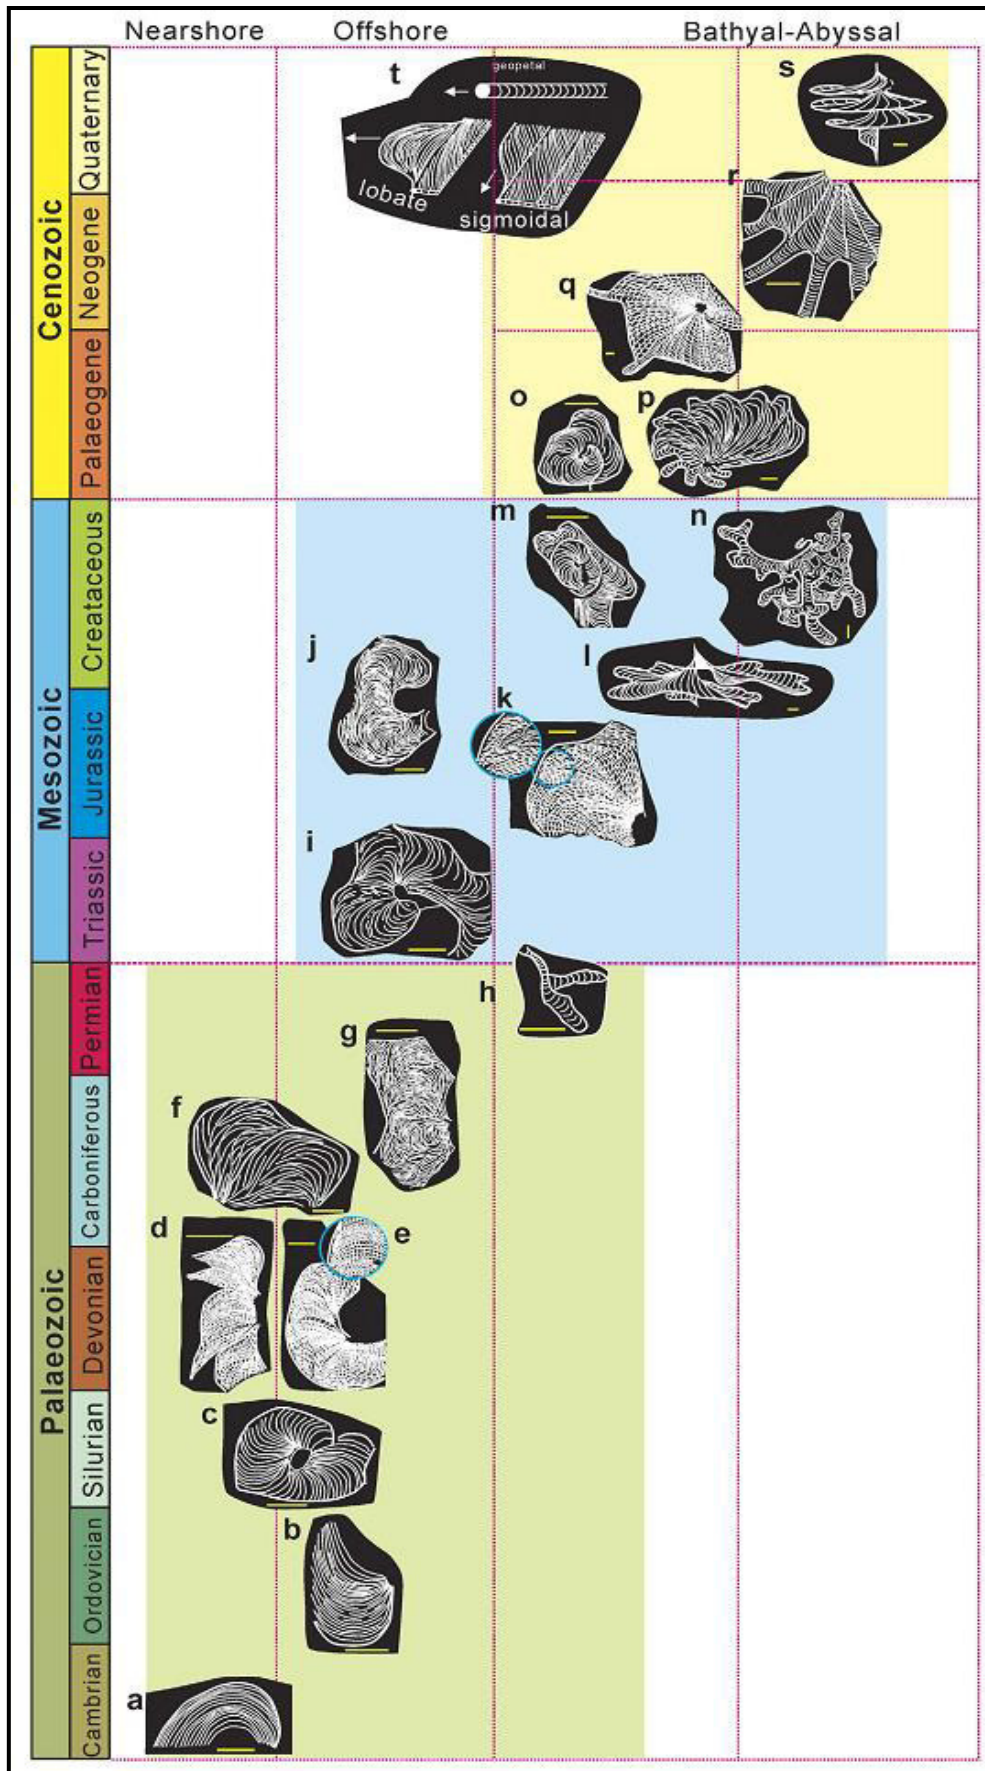 Nearshore Offshore Bathyal-Abyssal
Cenozoic
Quaternary
Neogene
Palaeogene
Mesozoic
Creataceous
Jurassic
Triassic
Palaeozoic
Permian
Carboniferous
Devonian
Silurian
Ordovician
Cambrian
t
geopetal
lobate
sigmoidal
s
r
q
o
p
m
n
l
j
k
i
h
g
f
d
e
c
b
a